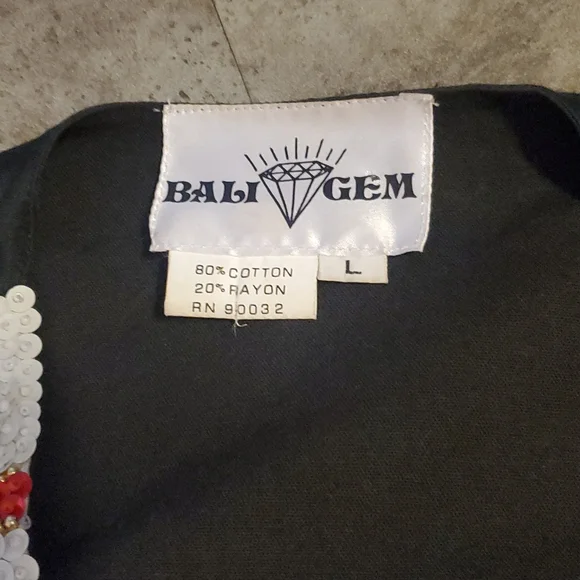 BALI GEM
L
80% COTTON
20% RAYON
RN 90032